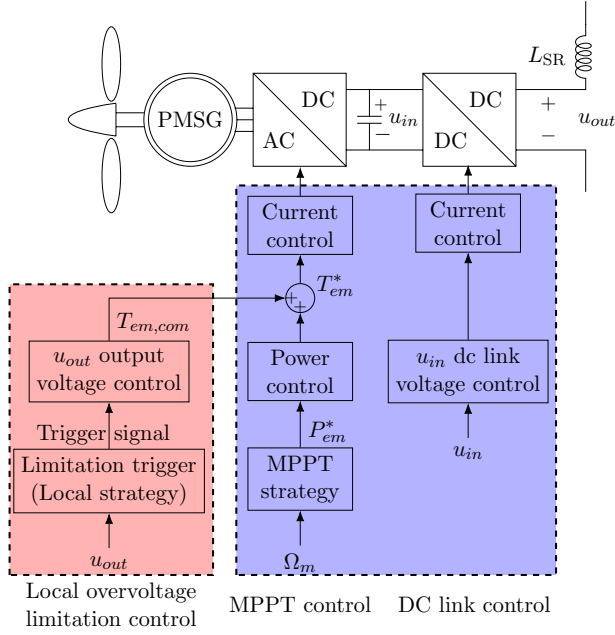 L_SR
PMSG
DC
AC
+
−
u_in
DC
DC
+
−
u_out
Current
control
Current
control
T*_em
+
+
T_em,com
u_out output
voltage control
Power
control
u_in dc link
voltage control
Trigger signal
P*_em
u_in
Limitation trigger
(Local strategy)
MPPT
strategy
u_out
Ω_m
Local overvoltage
limitation control
MPPT control
DC link control